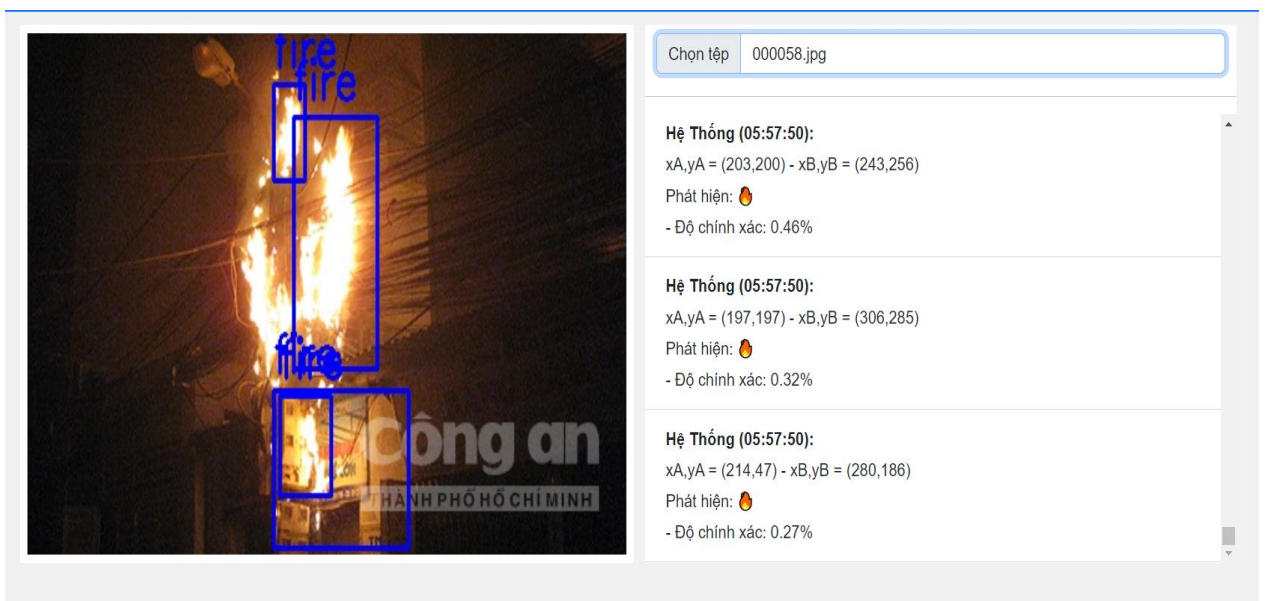 fire
fire
fire
fire
Công an
THÀNH PHỐ HỒ CHÍ MINH
Chọn tệp 000058.jpg
Hệ Thống (05:57:50):
xA,yA = (203,200) - xB,yB = (243,256)
Phát hiện: 🔥
- Độ chính xác: 0.46%
Hệ Thống (05:57:50):
xA,yA = (197,197) - xB,yB = (306,285)
Phát hiện: 🔥
- Độ chính xác: 0.32%
Hệ Thống (05:57:50):
xA,yA = (214,47) - xB,yB = (280,186)
Phát hiện: 🔥
- Độ chính xác: 0.27%